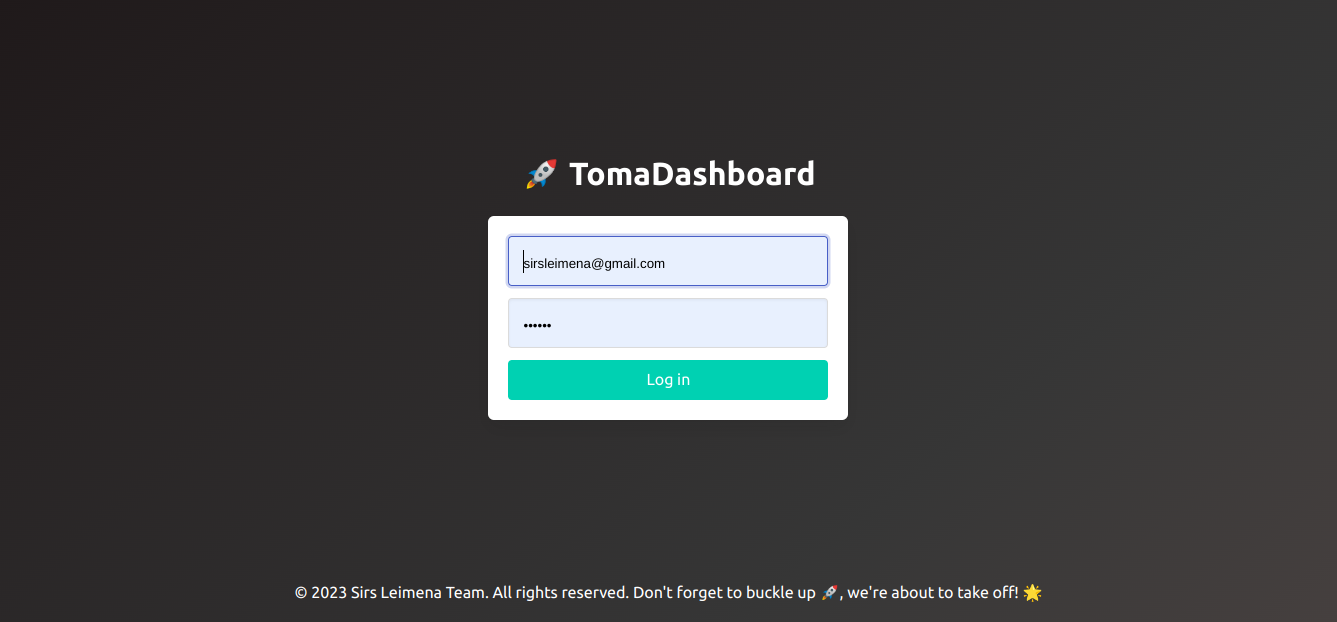 🚀 TomaDashboard
sirsleimena@gmail.com
••••••
Log in
© 2023 Sirs Leimena Team. All rights reserved. Don't forget to buckle up 🚀, we're about to take off! 🌟